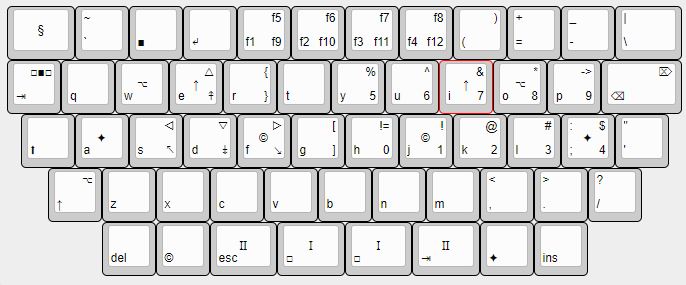 § ~ ■ ↲ f5 f6 f7 f8 ) + _ |
` f1 f9 f2 f10 f3 f11 f4 f12 ( = - \
□■□ ⌥ △ { % ^ & * -> ⌦
⇥ q w e ↑ ⇞ r } t y 5 u 6 i ↑ 7 o ⌥ 8 p 9 ⌫
✦ ◁ ▽ ▷ [ != © @ # : $ "
⬆ a s ↖ d ⇟ f © ↘ g ] h 0 j 1 k 2 l 3 ; ✦ 4 '
⌥ < > ?
↑ z x c v b n m , . /
II I I II
del © esc □ □ ⇥ ✦ ins